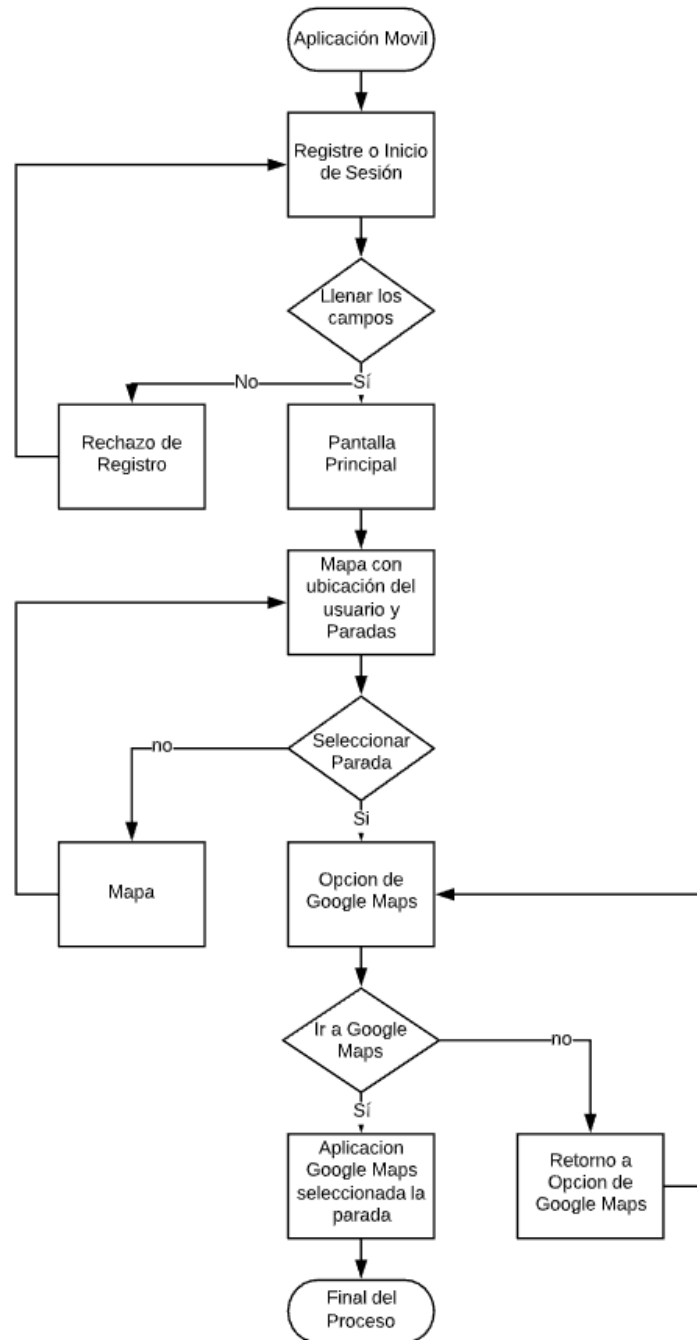 Aplicación Movil
Registre o Inicio
de Sesión
Llenar los
campos
No
Sí
Rechazo de
Registro
Pantalla
Principal
Mapa con
ubicación del
usuario y
Paradas
Seleccionar
Parada
no
Si
Mapa
Opcion de
Google Maps
Ir a Google
Maps
no
Sí
Aplicacion
Google Maps
seleccionada la
parada
Retorno a
Opcion de
Google Maps
Final del
Proceso